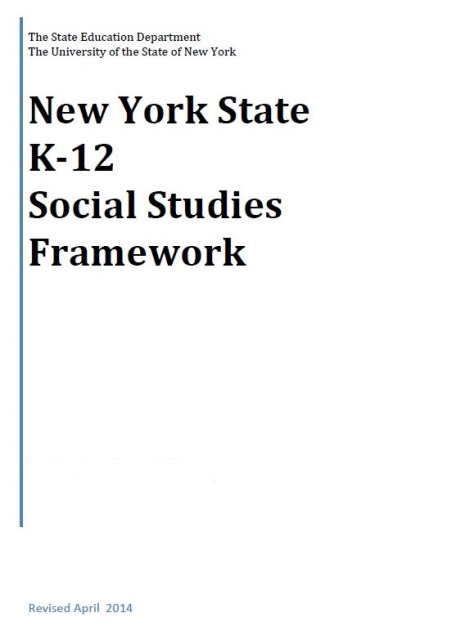 The State Education Department
The University of the State of New York
New York State
K-12
Social Studies
Framework
Revised April 2014